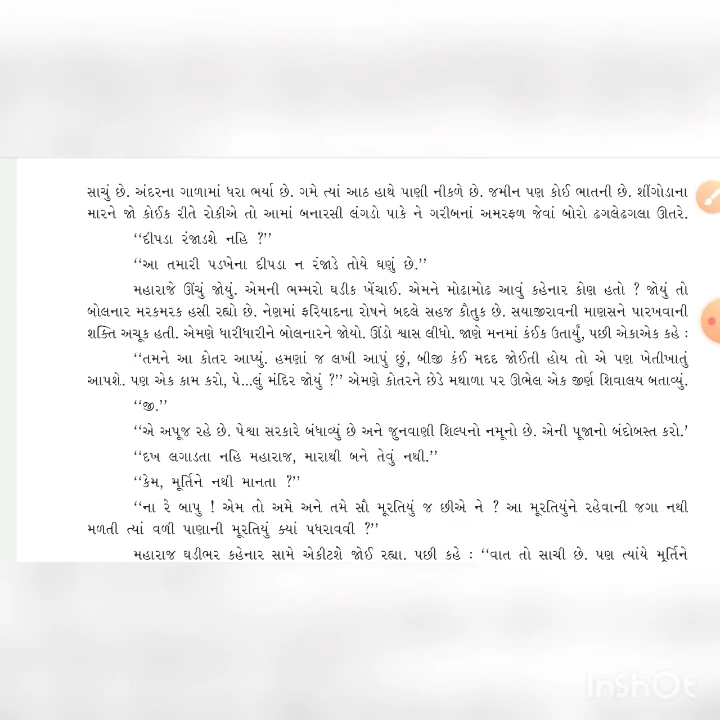 સાચું છે. અંદરના ગાળામાં ધરા ભર્યા છે. ગમે ત્યાં આઠ હાથે પાણી નીકળે છે. જમીન પણ કોઈ ભાતની છે. શીંગોડાના
મારને જો કોઈક રીતે રોકીએ તો આમાં બનારસી લંગડો પાકે ને ગરીબનાં અમરફળ જેવાં બોરો ઢગલેઢગલા ઊતરે.
‘‘દીપડા રંજાડશે નહિ ?’’
‘‘આ તમારી પડખેના દીપડા ન રંજાડે તોયે ઘણું છે.’’
મહારાજે ઊંચું જોયું. એમની ભમ્મરો ઘડીક ખેંચાઈ. એમને મોઢામોઢ આવું કહેનાર કોણ હતો ? જોયું તો
બોલનાર મરકમરક હસી રહ્યો છે. નેણમાં ફરિયાદના રોષને બદલે સહજ કૌતુક છે. સયાજીરાવની માણસને પારખવાની
શક્તિ અચૂક હતી. એમણે ધારીધારીને બોલનારને જોયો. ઊંડો શ્વાસ લીધો. જાણે મનમાં કંઈક ઉતાર્યું, પછી એકાએક કહે :
‘‘તમને આ કોતર આપ્યું. હમણાં જ લખી આપું છું, બીજી કંઈ મદદ જોઈતી હોય તો એ પણ ખેતીખાતું
આપશે. પણ એક કામ કરો, પે...લું મંદિર જોયું ?’’ એમણે કોતરને છેડે મથાળા પર ઊભેલ એક જીર્ણ શિવાલય બતાવ્યું.
‘‘જી.’’
‘‘એ અપૂજ રહે છે. પેશ્વા સરકારે બંધાવ્યું છે અને જુનવાણી શિલ્પનો નમૂનો છે. એની પૂજાનો બંદોબસ્ત કરો.’
‘‘દખ લગાડતા નહિ મહારાજ, મારાથી બને તેવું નથી.’’
‘‘કેમ, મૂર્તિને નથી માનતા ?’’
‘‘ના રે બાપુ ! એમ તો અમે અને તમે સૌ મૂરતિયું જ છીએ ને ? આ મૂરતિયુંને રહેવાની જગા નથી
મળતી ત્યાં વળી પાણાની મૂરતિયું ક્યાં પધરાવવી ?’’
મહારાજ ઘડીભર કહેનાર સામે એકીટશે જોઈ રહ્યા. પછી કહે : ‘‘વાત તો સાચી છે. પણ ત્યાંયે મૂર્તિને
InShOt